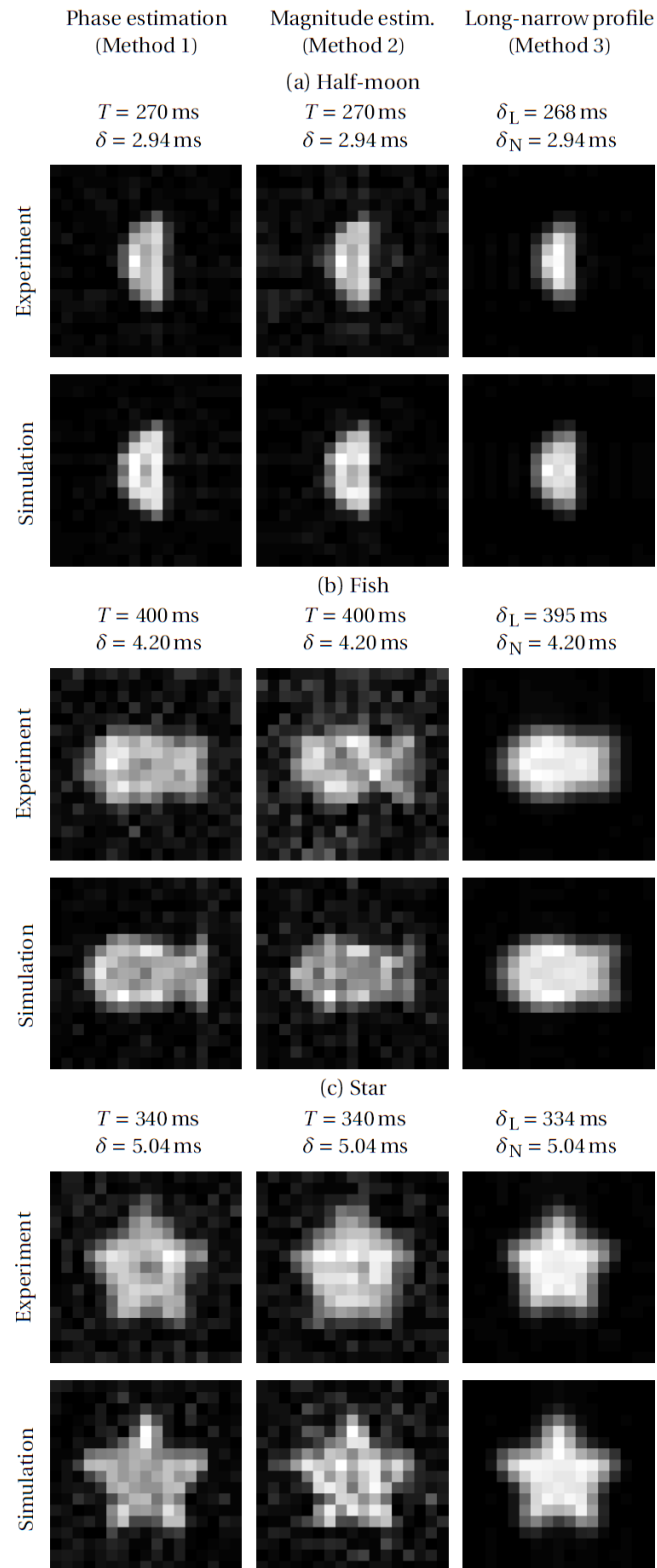 Phase estimation Magnitude estim. Long-narrow profile
(Method 1) (Method 2) (Method 3)
(a) Half-moon
T = 270 ms T = 270 ms δL = 268 ms
δ = 2.94 ms δ = 2.94 ms δN = 2.94 ms
Experiment
Simulation
(b) Fish
T = 400 ms T = 400 ms δL = 395 ms
δ = 4.20 ms δ = 4.20 ms δN = 4.20 ms
Experiment
Simulation
(c) Star
T = 340 ms T = 340 ms δL = 334 ms
δ = 5.04 ms δ = 5.04 ms δN = 5.04 ms
Experiment
Simulation